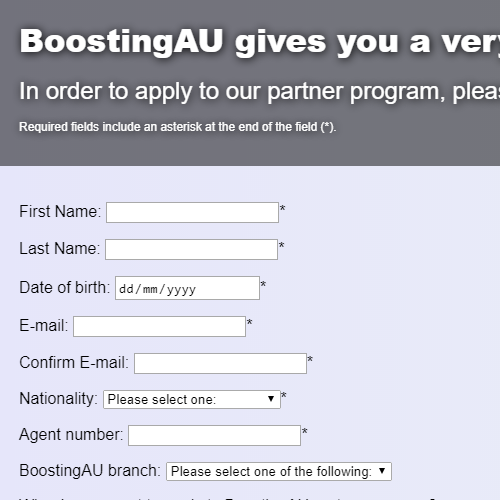 BoostingAU gives you a very
In order to apply to our partner program,
Required fields include an asterisk at the end of the field (*).
First Name: *
Last Name: *
Date of birth: dd/mm/yyyy *
E-mail: *
Confirm E-mail: *
Nationality: Please select one: *
Agent number: *
BoostingAU branch: Please select one of the following: